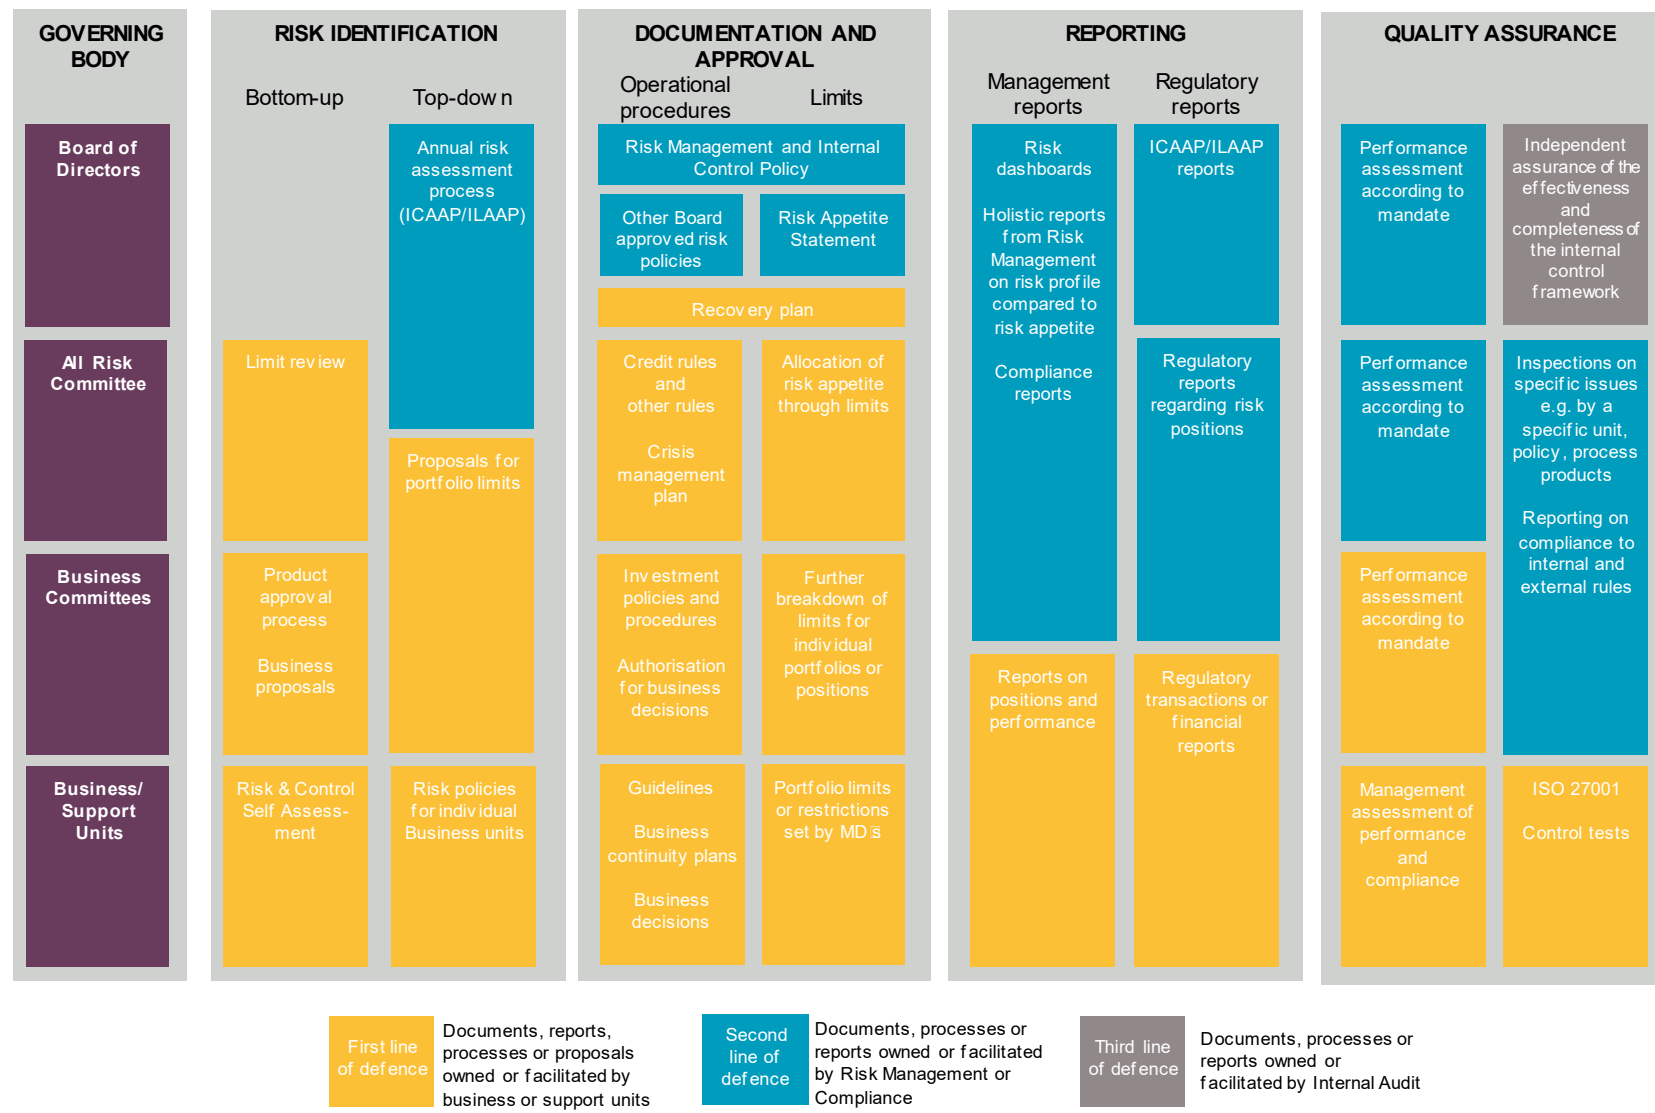 GOVERNING
BODY
Board of
Directors
All Risk
Committee
Business
Committees
Business/
Support
Units
RISK IDENTIFICATION
Bottom-up
Top-down
Limit review
Product
approval
process
Business
proposals
Risk & Control
Self Assess-
ment
Annual risk
assessment
process
(ICAAP/ILAAP)
Proposals for
portfolio limits
Risk policies
for individual
Business units
DOCUMENTATION AND
APPROVAL
Operational
procedures
Limits
Risk Management and Internal
Control Policy
Other Board
approved risk
policies
Risk Appetite
Statement
Recovery plan
Credit rules
and
other rules
Crisis
management
plan
Allocation of
risk appetite
through limits
Investment
policies and
procedures
Authorisation
for business
decisions
Further
breakdown of
limits for
individual
portfolios or
positions
Guidelines
Business
continuity plans
Business
decisions
Portfolio limits
or restrictions
set by MD s
REPORTING
Management
reports
Regulatory
reports
Risk
dashboards
Holistic reports
from Risk
Management
on risk profile
compared to
risk appetite
Compliance
reports
Reports on
positions and
performance
ICAAP/ILAAP
reports
Regulatory
reports
regarding risk
positions
Regulatory
transactions or
financial
reports
QUALITY ASSURANCE
Performance
assessment
according to
mandate
Performance
assessment
according to
mandate
Performance
assessment
according to
mandate
Management
assessment of
performance
and
compliance
Independent
assurance of the
effectiveness
and
completeness of
the internal
control
framework
Inspections on
specific issues
e.g. by a
specific unit,
policy, process
products
Reporting on
compliance to
internal and
external rules
ISO 27001
Control tests
First line
of defence
Documents, reports,
processes or proposals
owned or facilitated by
business or support units
Second
line of
defence
Documents, processes or
reports owned or facilitated
by Risk Management or
Compliance
Third line
of defence
Documents, processes or
reports owned or
facilitated by Internal Audit